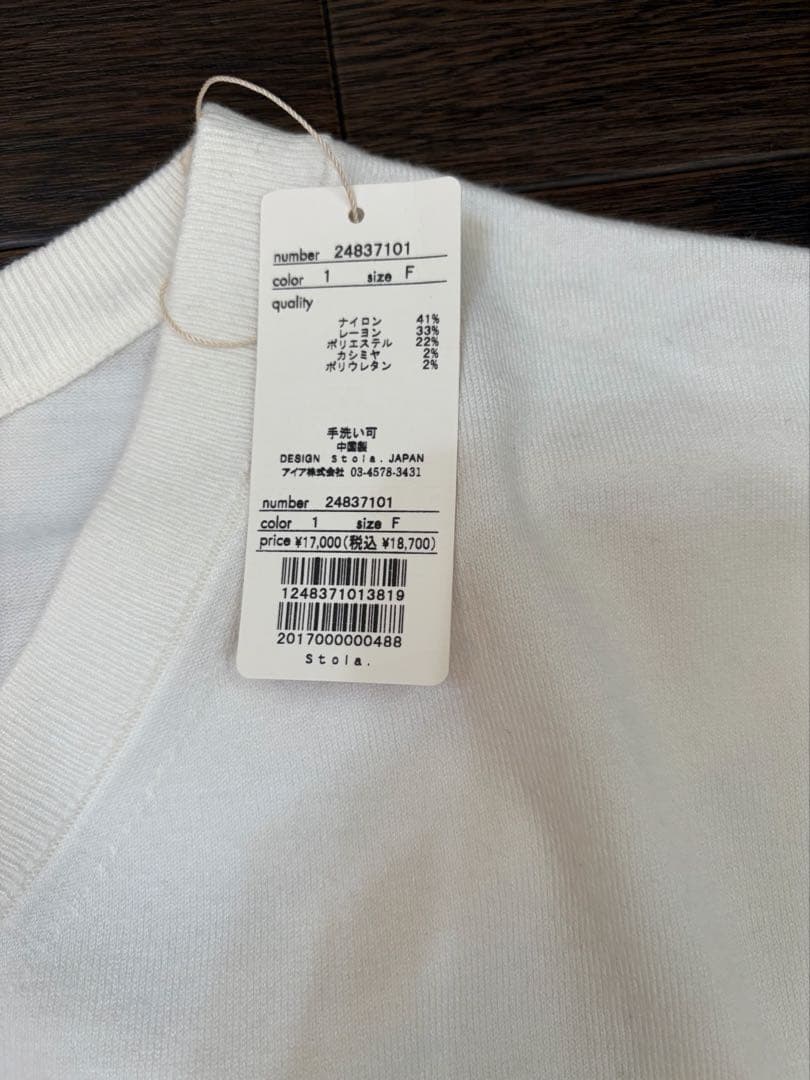 number 24837101
color 1 size F
quality
ナイロン 41%
レーヨン 33%
ポリエステル 22%
カシミヤ 2%
ポリウレタン 2%
手洗い可
中国製
DESIGN Stola. JAPAN
アイア株式会社 03-4578-3431
number 24837101
color 1 size F
price ¥17,000(税込 ¥18,700)
1248371013819
2017000000488
Stola.